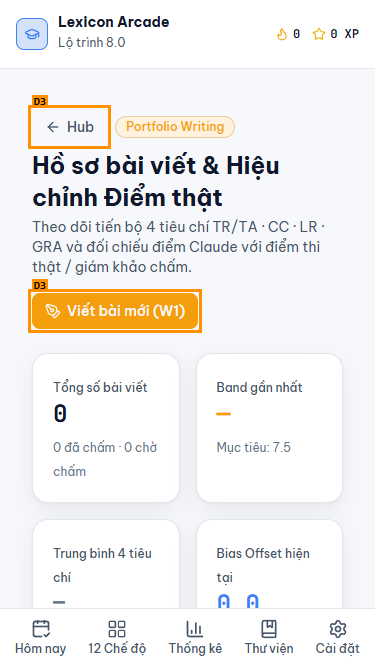 Lexicon Arcade
Lộ trình 8.0
0
0 XP
D3
Hub
Portfolio Writing
Hồ sơ bài viết & Hiệu
chỉnh Điểm thật
Theo dõi tiến bộ 4 tiêu chí TR/TA · CC · LR ·
GRA và đối chiếu điểm Claude với điểm thi
thật / giám khảo chấm.
D3
Viết bài mới (W1)
Tổng số bài viết
0
0 đã chấm · 0 chờ
chấm
Band gần nhất
—
Mục tiêu: 7.5
Trung bình 4 tiêu
chí
—
Bias Offset hiện
tại
0.0
Hôm nay
12 Chế độ
Thống kê
Thư viện
Cài đặt